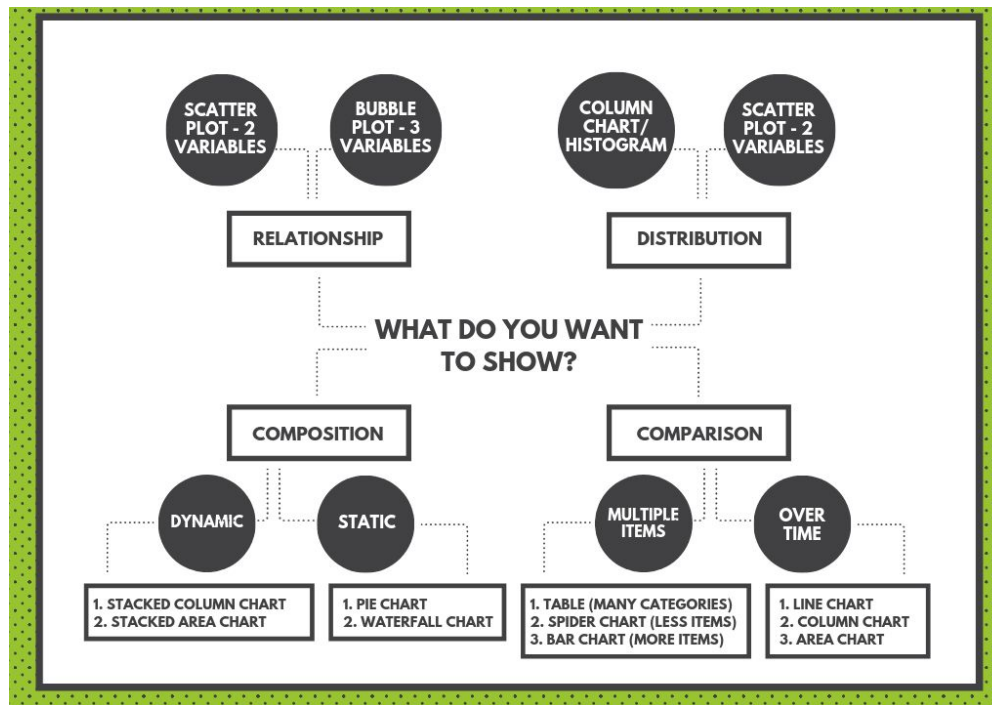 SCATTER
PLOT - 2
VARIABLES
BUBBLE
PLOT - 3
VARIABLES
COLUMN
CHART/
HISTOGRAM
SCATTER
PLOT - 2
VARIABLES
RELATIONSHIP
DISTRIBUTION
WHAT DO YOU WANT
TO SHOW?
COMPOSITION
COMPARISON
DYNAMIC
STATIC
MULTIPLE
ITEMS
OVER
TIME
1. STACKED COLUMN CHART
2. STACKED AREA CHART
1. PIE CHART
2. WATERFALL CHART
1. TABLE (MANY CATEGORIES)
2. SPIDER CHART (LESS ITEMS)
3. BAR CHART (MORE ITEMS)
1. LINE CHART
2. COLUMN CHART
3. AREA CHART